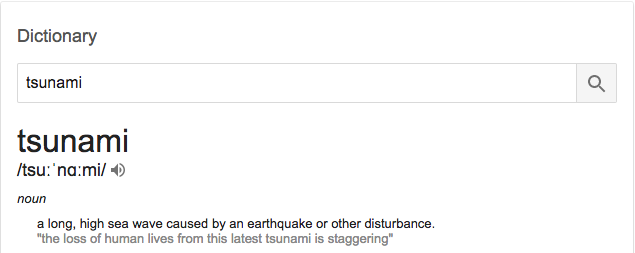 Dictionary
tsunami
tsunami
/tsuːˈnɑːmi/
noun
a long, high sea wave caused by an earthquake or other disturbance.
"the loss of human lives from this latest tsunami is staggering"